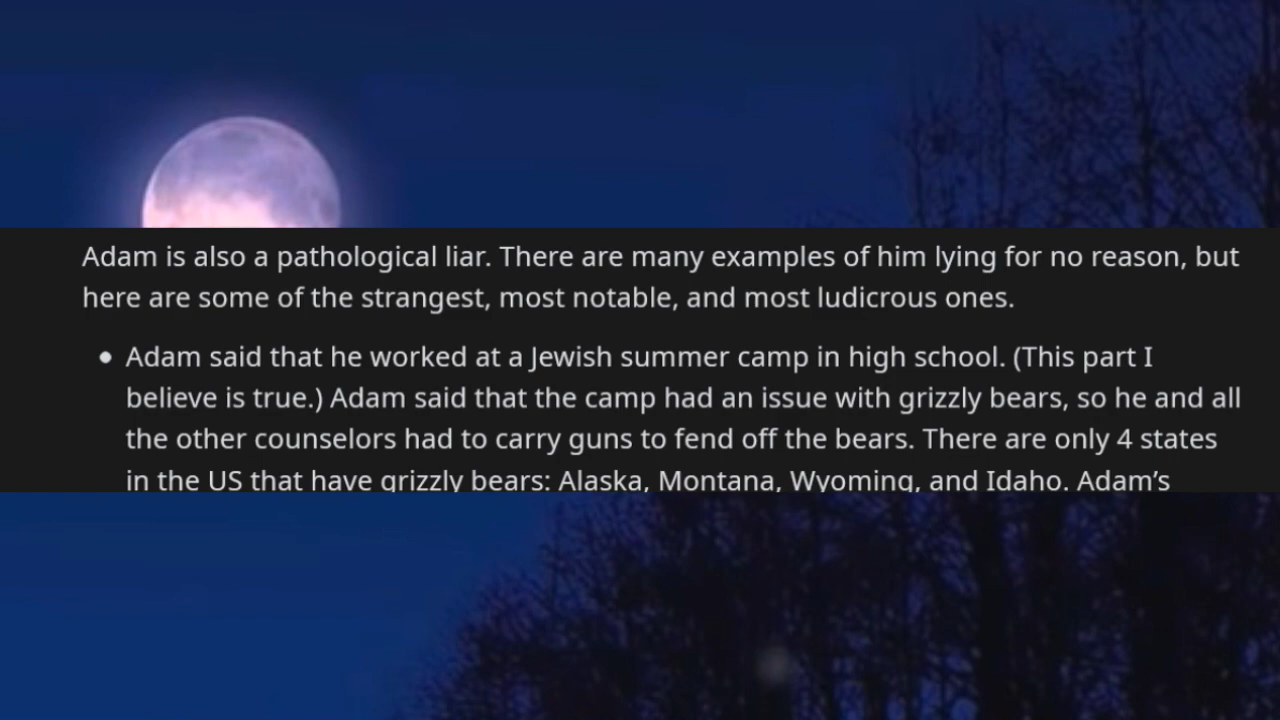 Adam is also a pathological liar. There are many examples of him lying for no reason, but
here are some of the strangest, most notable, and most ludicrous ones.
• Adam said that he worked at a Jewish summer camp in high school. (This part I
believe is true.) Adam said that the camp had an issue with grizzly bears, so he and all
the other counselors had to carry guns to fend off the bears. There are only 4 states
in the US that have grizzly bears: Alaska, Montana, Wyoming, and Idaho. Adam’s